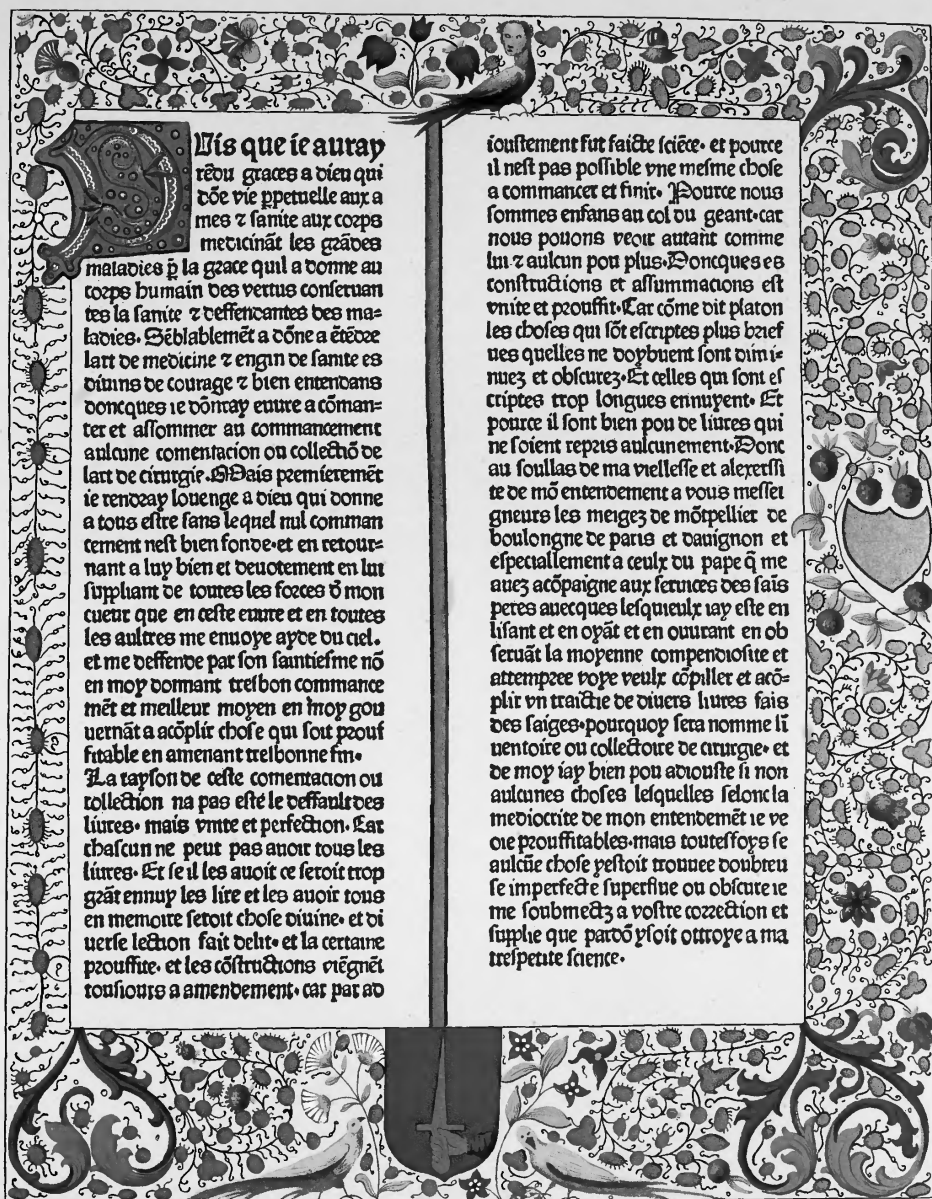 Puis que ie auray
rēdu graces a dieu qui
dōe vie ꝑpetuelle aux a
mes ⁊ sanite aux corps
medicināt les grādes
maladies p̄ la grace quil a donne au
corps humain des vertus conseruan
tes la sanite ⁊ deffendantes des ma⸗
ladies. Sēblablemēt a dōne a ētēdre
lart de medicine ⁊ engin de sante es
diuins de courage ⁊ bien entendans
doncques ie dōnray euure a cōman⸗
cer et assommer au commancement
aulcune comentacion ou collectiō de
lart de cirurgie. Mais premieremēt
ie rendray louenge a dieu qui donne
a tous estre sans lequel nul comman
cement nest bien fonde. et en retour⸗
nant a luy bien et deuotement en lui
suppliant de toutes les forces d̄ mon
cueur que en ceste euure et en toutes
les aultres me enuoye ayde du ciel.
et me deffende par son saintiesme nō
en moy donnant tresbon commance
mēt et meilleur moyen en moy gou
uernāt a acōplir chose qui soit prouf
fitable en amenant tresbonne fin.
La rayson de ceste comentacion ou
collection na pas esté le deffault des
liures. mais vnite et perfection. Car
chascun ne peut pas auoir tous les
liures. Et se il les auoit ce seroit trop
grāt ennuy les lire et les auoir tous
en memoire seroit chose diuine. et di
uerse lection fait delit. et la certaine
prouffite. et les cōstructions viēgnēt
tousiours a amendement. car par ad
ioustement fut faicte sciēce. et pource
il nest pas possible vne mesme chose
a commancer et finir. Pource nous
sommes enfans au col du geant. car
nous pouons veoir autant comme
lui ⁊ aulcun pou plus. Doncques es
constructions et assummacions est
vnite et prouffit. Car cōme dit platon
les choses qui sōt escriptes plus brief
ues quelles ne doybuent sont dimi⸗
nuez et obscurez. Et celles qui sont es
criptes trop longues ennuyent. Et
pource il sont bien pou de liures qui
ne soient repris aulcunement. Donc
au soullas de ma viellesse et alexersi
te de mō entendement a vous messei
gneurs les meigez de mōtpellier de
boulongne de paris et dauignon et
especiallement a ceulx du pape q̄ me
auez acōpaigne aux seruices des saīs
peres auecques lesquieulx iay este en
lisant et en oyāt et en ouurant en ob
seruāt la moyenne compendiosite et
attempree voye veulx cōpiller et acō⸗
plir vn traictie de diuers liures fais
des saiges. pourquoy sera nomme lī
uentoire ou collectoire de cirurgie. et
de moy iay bien pou adiouste si non
aulcunes choses lesquelles selonc la
mediocrite de mon entendemēt ie ve
oie prouffitables. mais toutesfoys se
aulcūe chose yestoit trouuee doubteu
se imperfecte superflue ou obscure ie
me soubmectz a vostre correction et
supplie que pardō ysoit ottroye a ma
trespetite science.